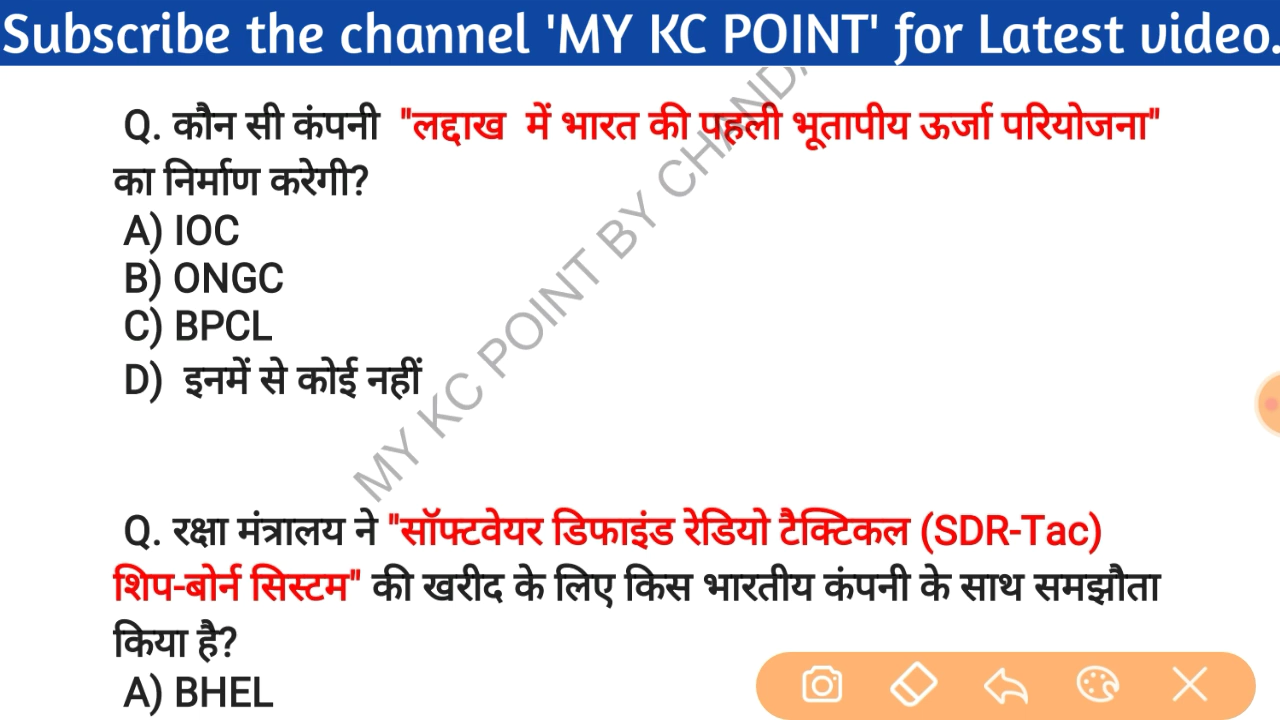 Subscribe the channel 'MY KC POINT' for Latest video.
Q. कौन सी कंपनी "लद्दाख में भारत की पहली भूतापीय ऊर्जा परियोजना"
का निर्माण करेगी?
A) IOC
B) ONGC
C) BPCL
D) इनमें से कोई नहीं
MY KC POINT BY CHANDA
Q. रक्षा मंत्रालय ने "सॉफ्टवेयर डिफाइंड रेडियो टैक्टिकल (SDR-Tac)
शिप-बोर्न सिस्टम" की खरीद के लिए किस भारतीय कंपनी के साथ समझौता
किया है?
A) BHEL